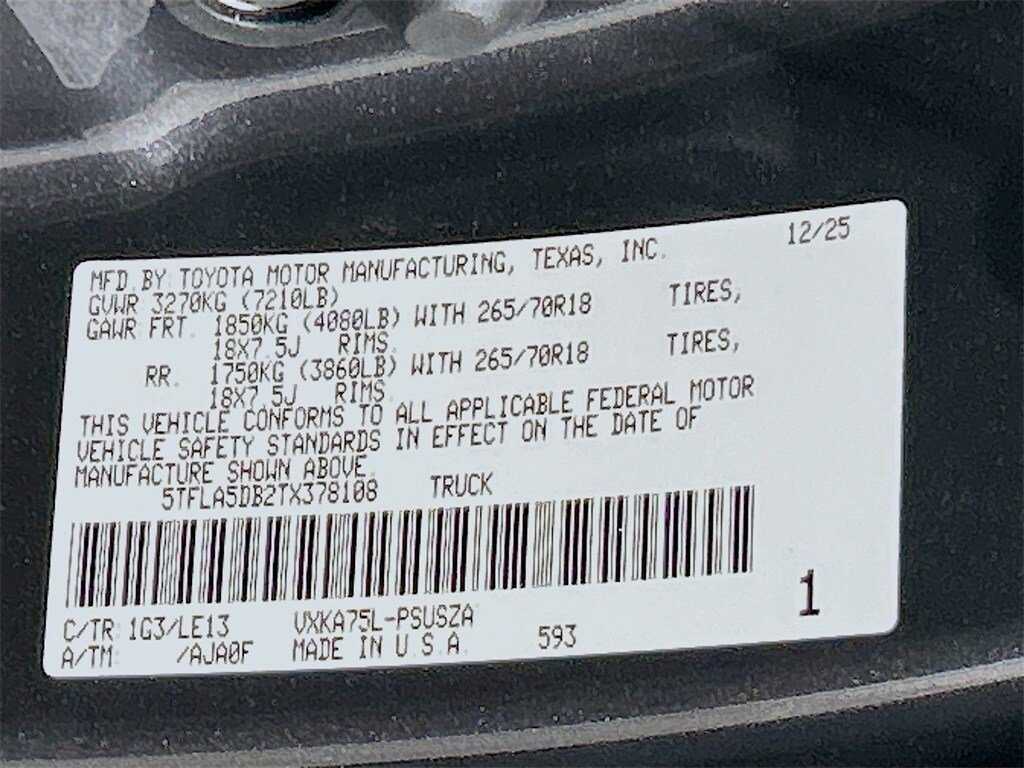 MFD.BY:TOYOTA MOTOR MANUFACTURING, TEXAS, INC. 12/25
GVWR 3270KG (7210LB)
GAWR FRT. 1850KG (4080LB) WITH 265/70R18 TIRES,
18X7.5J RIMS.
RR. 1750KG (3860LB) WITH 265/70R18 TIRES,
18X7.5J RIMS
THIS VEHICLE CONFORMS TO ALL APPLICABLE FEDERAL MOTOR
VEHICLE SAFETY STANDARDS IN EFFECT ON THE DATE OF
MANUFACTURE SHOWN ABOVE.
5TFLA5DB2TX378108 TRUCK
1
C/TR:1G3/LE13 VXKA75L-PSUSZA
A/TM: /AJA0F MADE IN U.S.A. 593